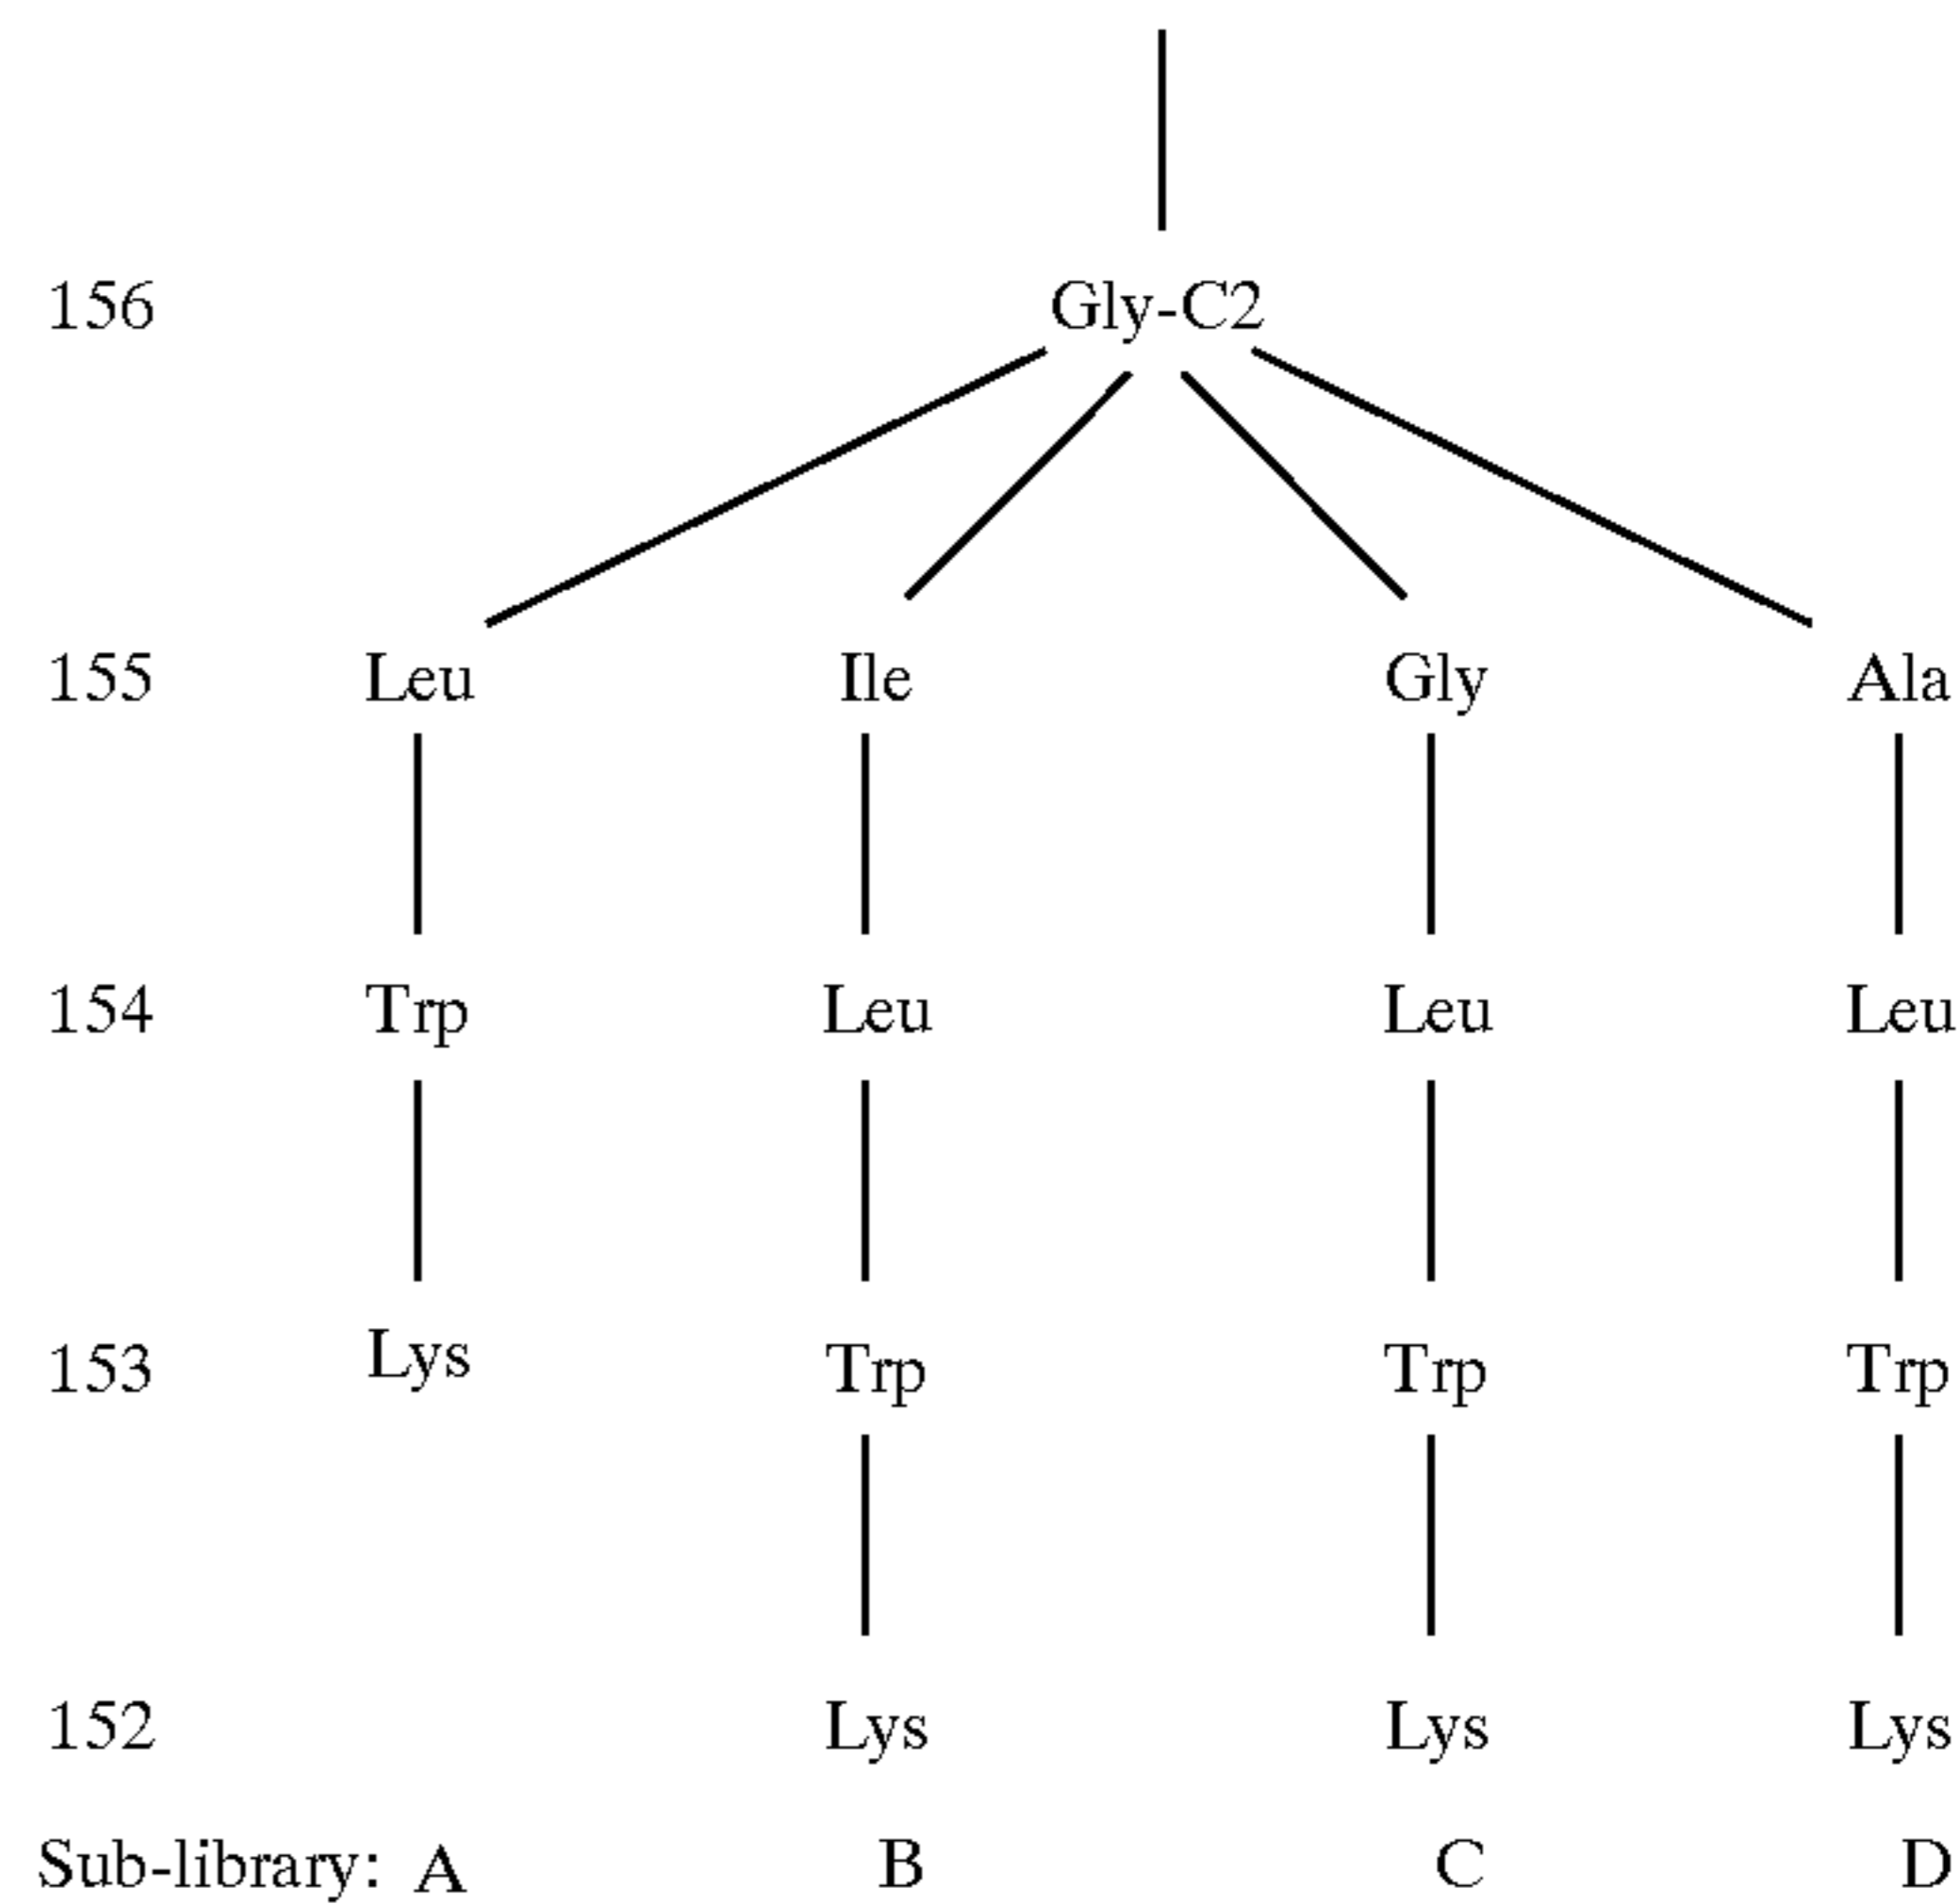 156 Gly-C2
155 Leu Ile Gly Ala
154 Trp Leu Leu Leu
153 Lys Trp Trp Trp
152 Lys Lys Lys
Sub-library: A B C D